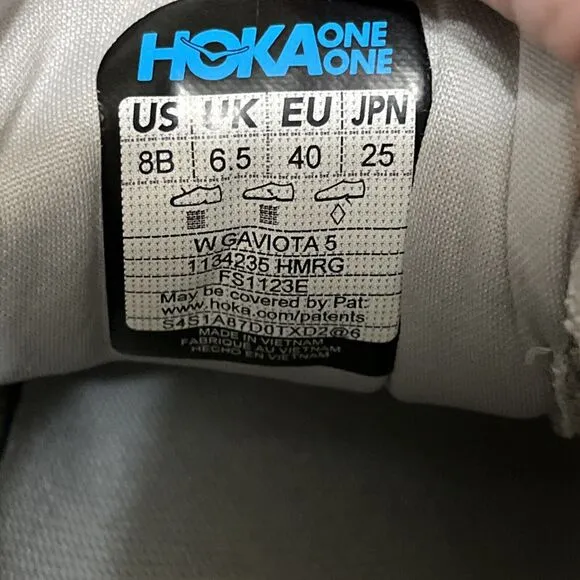 HOKA ONE ONE
US UK EU JPN
8B 6.5 40 25
W GAVIOTA 5
1134235 HMRG
FS1123E
May be covered by Pat.
www.hoka.com/patents
S4S1A87D0TXD2@6
MADE IN VIETNAM
FABRIQUÉ AU VIETNAM
HECHO EN VIETNAM